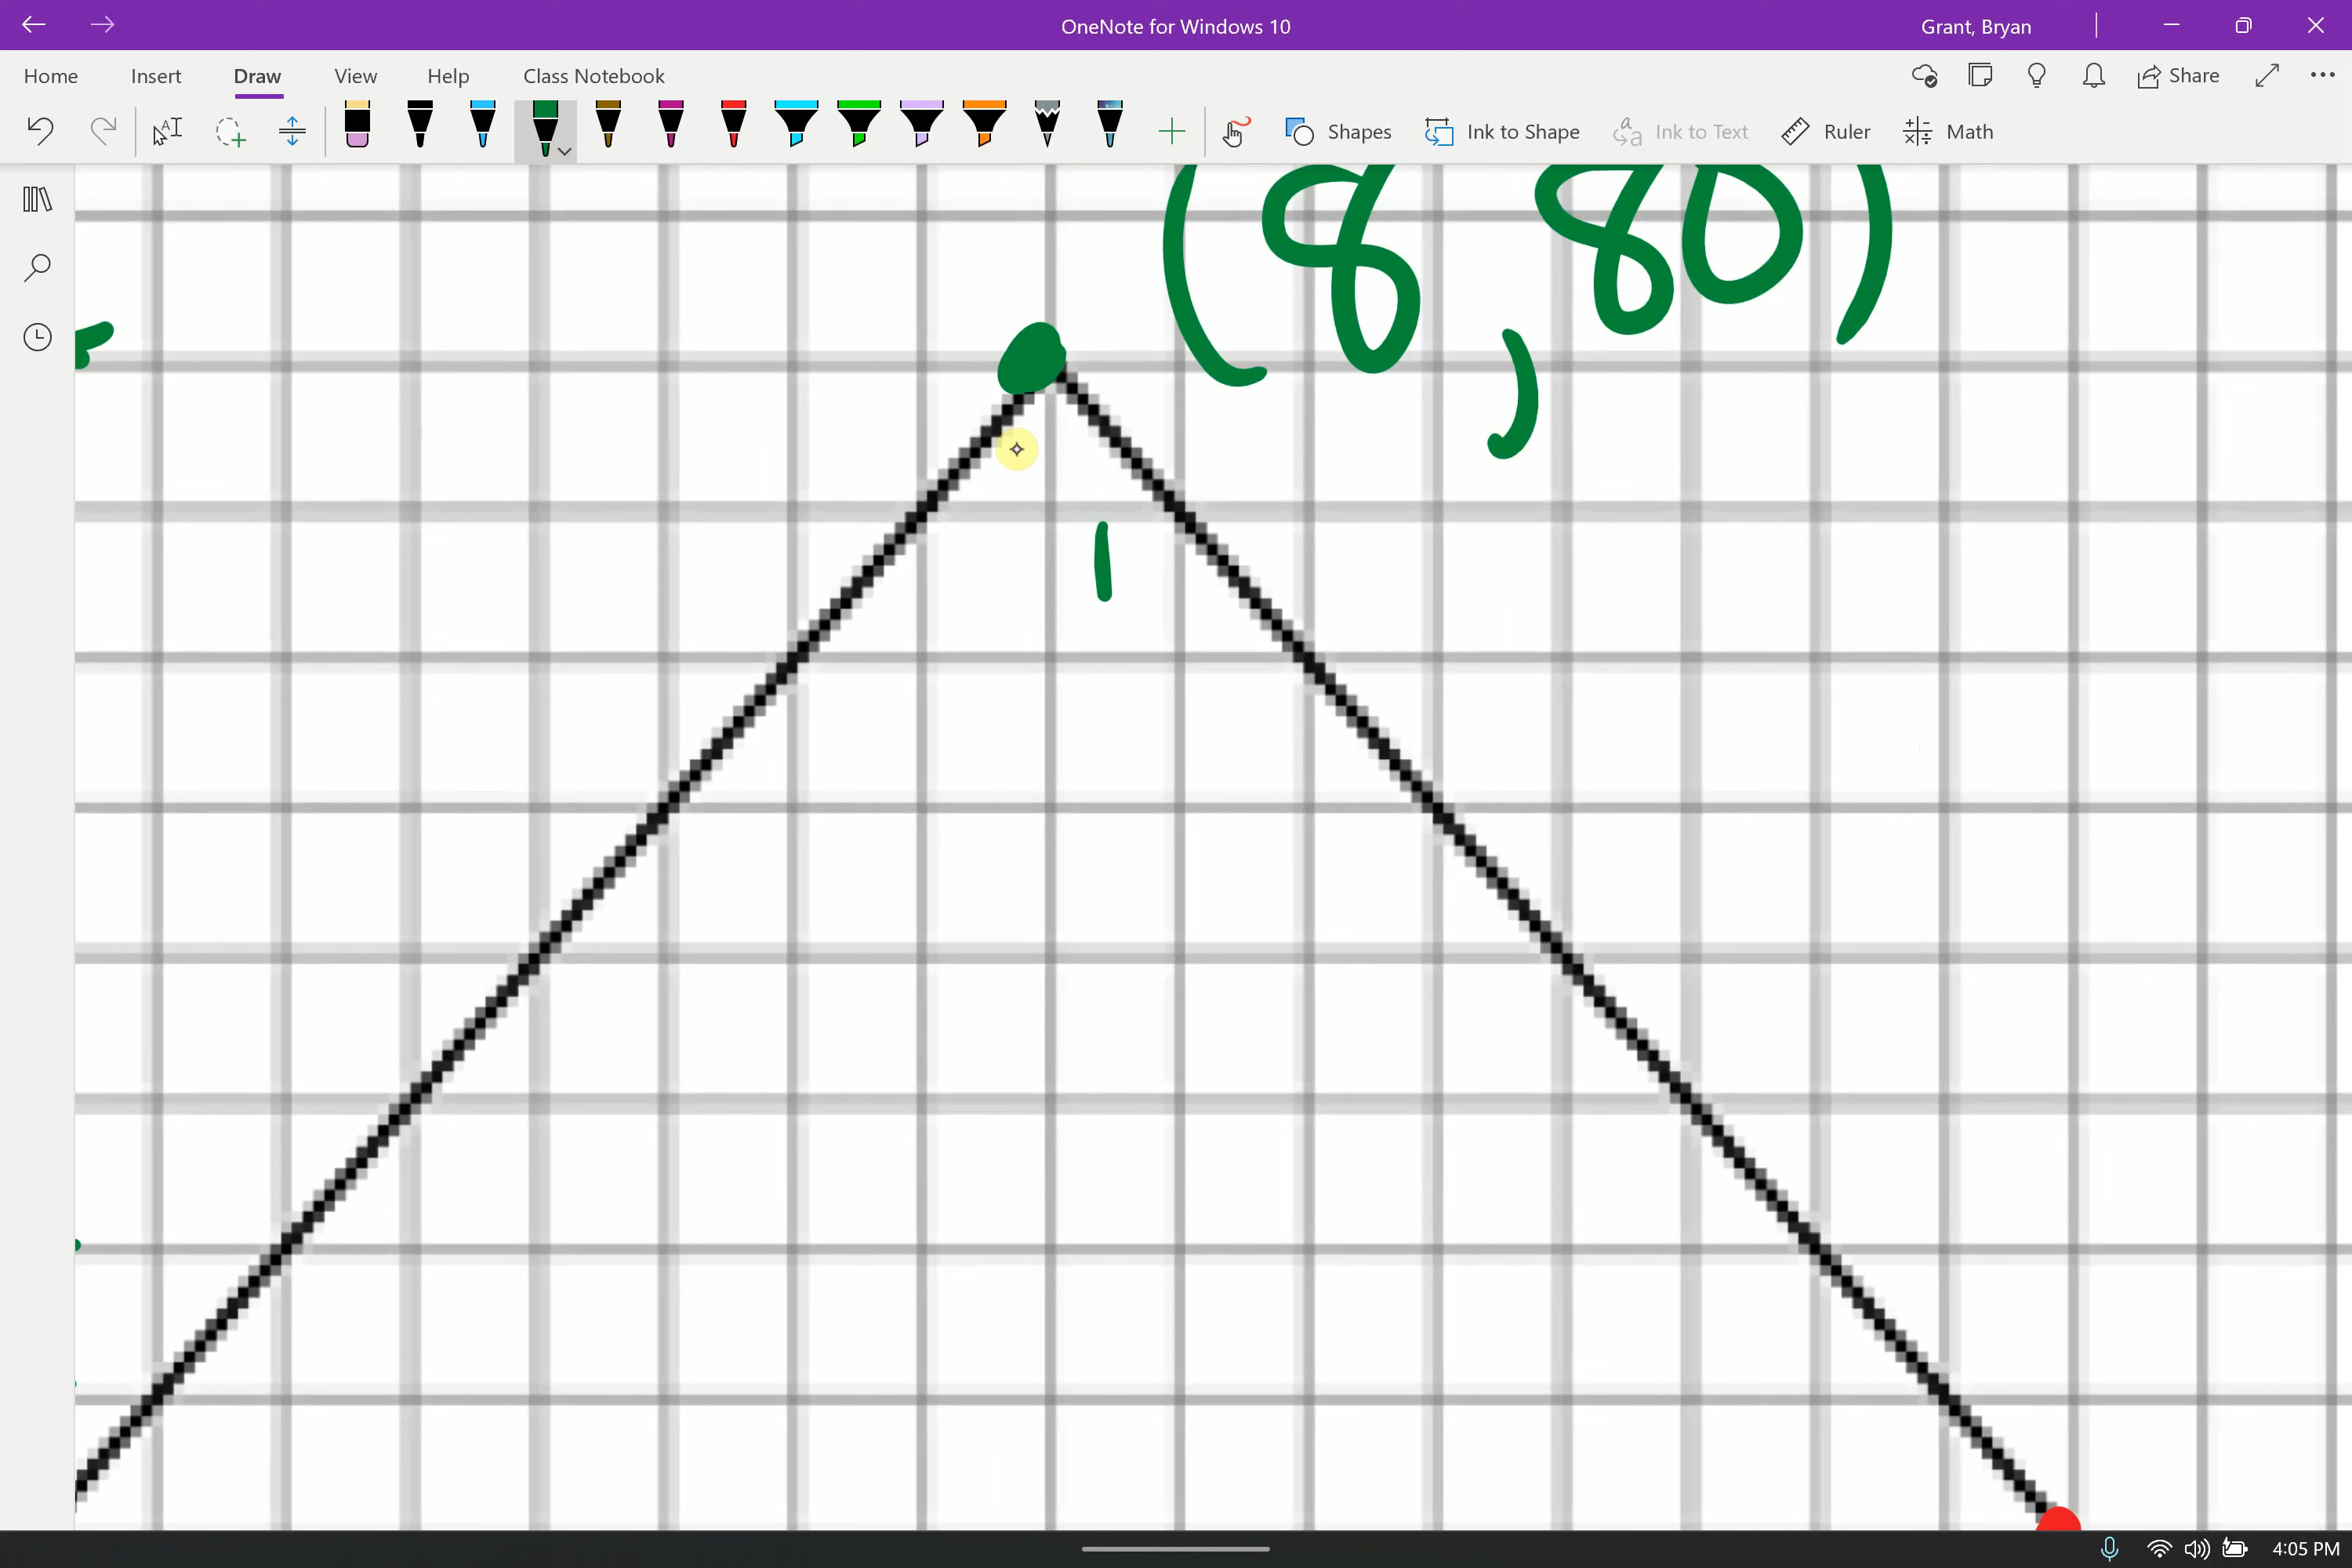 OneNote for Windows 10
Grant, Bryan
Home Insert Draw View Help Class Notebook
Share
Shapes Ink to Shape Ink to Text Ruler Math
(8, 80)
1
4:05 PM